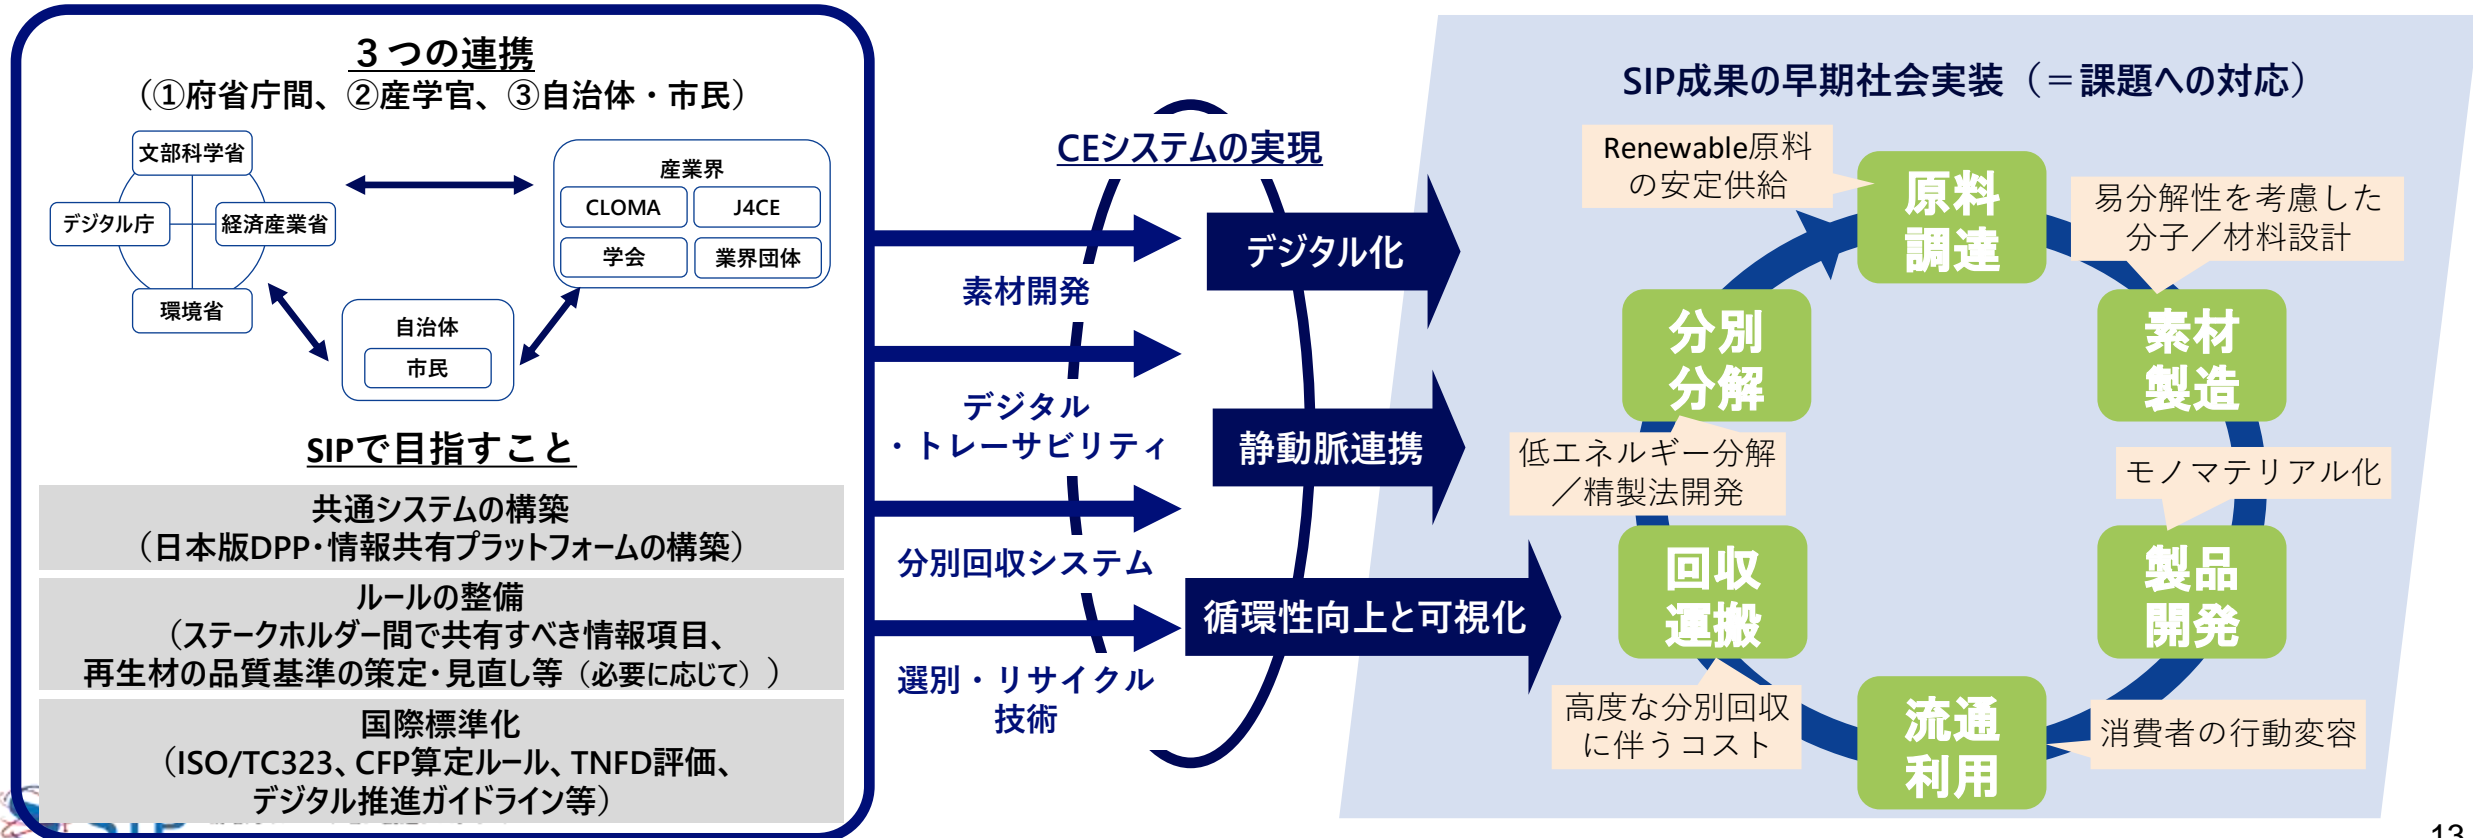 ３つの連携
（①府省庁間、②産学官、③自治体・市民）
文部科学省
デジタル庁
経済産業省
環境省
産業界
CLOMA
J4CE
学会
業界団体
自治体
市民
SIPで目指すこと
共通システムの構築
（日本版DPP・情報共有プラットフォームの構築）
ルールの整備
（ステークホルダー間で共有すべき情報項目、
再生材の品質基準の策定・見直し等（必要に応じて））
国際標準化
（ISO/TC323、CFP算定ルール、TNFD評価、
デジタル推進ガイドライン等）
素材開発
デジタル
・トレーサビリティ
分別回収システム
選別・リサイクル
技術
CEシステムの実現
デジタル化
静動脈連携
循環性向上と可視化
SIP成果の早期社会実装（＝課題への対応）
Renewable原料
の安定供給
原料
調達
易分解性を考慮した
分子／材料設計
素材
製造
モノマテリアル化
製品
開発
消費者の行動変容
流通
利用
高度な分別回収
に伴うコスト
回収
運搬
低エネルギー分解
／精製法開発
分別
分解
SIP
13